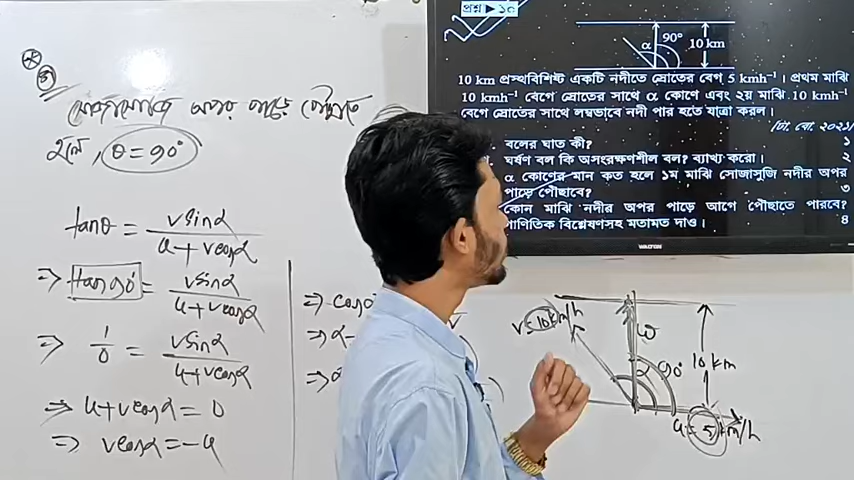 প্রশ্ন ▶ ১০
α 90° 10 km
10 km প্রস্থবিশিষ্ট একটি নদীতে স্রোতের বেগ 5 kmh⁻¹। প্রথম মাঝি
10 kmh⁻¹ বেগে স্রোতের সাথে α কোণে এবং ২য় মাঝি 10 kmh⁻¹
বেগে স্রোতের সাথে লম্বভাবে নদী পার হতে যাত্রা করল।
[ঢা. বো. ২০২১]
বলের ঘাত কী? ১
ঘর্ষণ বল কি অসংরক্ষণশীল বল? ব্যাখ্যা করো। ২
α কোণের মান কত হলে ১ম মাঝি সোজাসুজি নদীর অপর
পাড়ে পৌঁছাবে? ৩
কোন মাঝি নদীর অপর পাড়ে আগে পৌঁছাতে পারবে?
গাণিতিক বিশ্লেষণসহ মতামত দাও। ৪
WALTON
সোজাসোজি অপর পাড়ে পৌঁছাতে
হলে, θ = 90°
tanθ = vsinα / u+vcosα
⇒ tan90° = vsinα / u+vcosα
⇒ 1/0 = vsinα / u+vcosα
⇒ u+vcosα = 0
⇒ vcosα = -u
⇒ cosα
⇒ α
⇒ α
v=10km/h
w
α 90° 10 km
u = 5 km/h